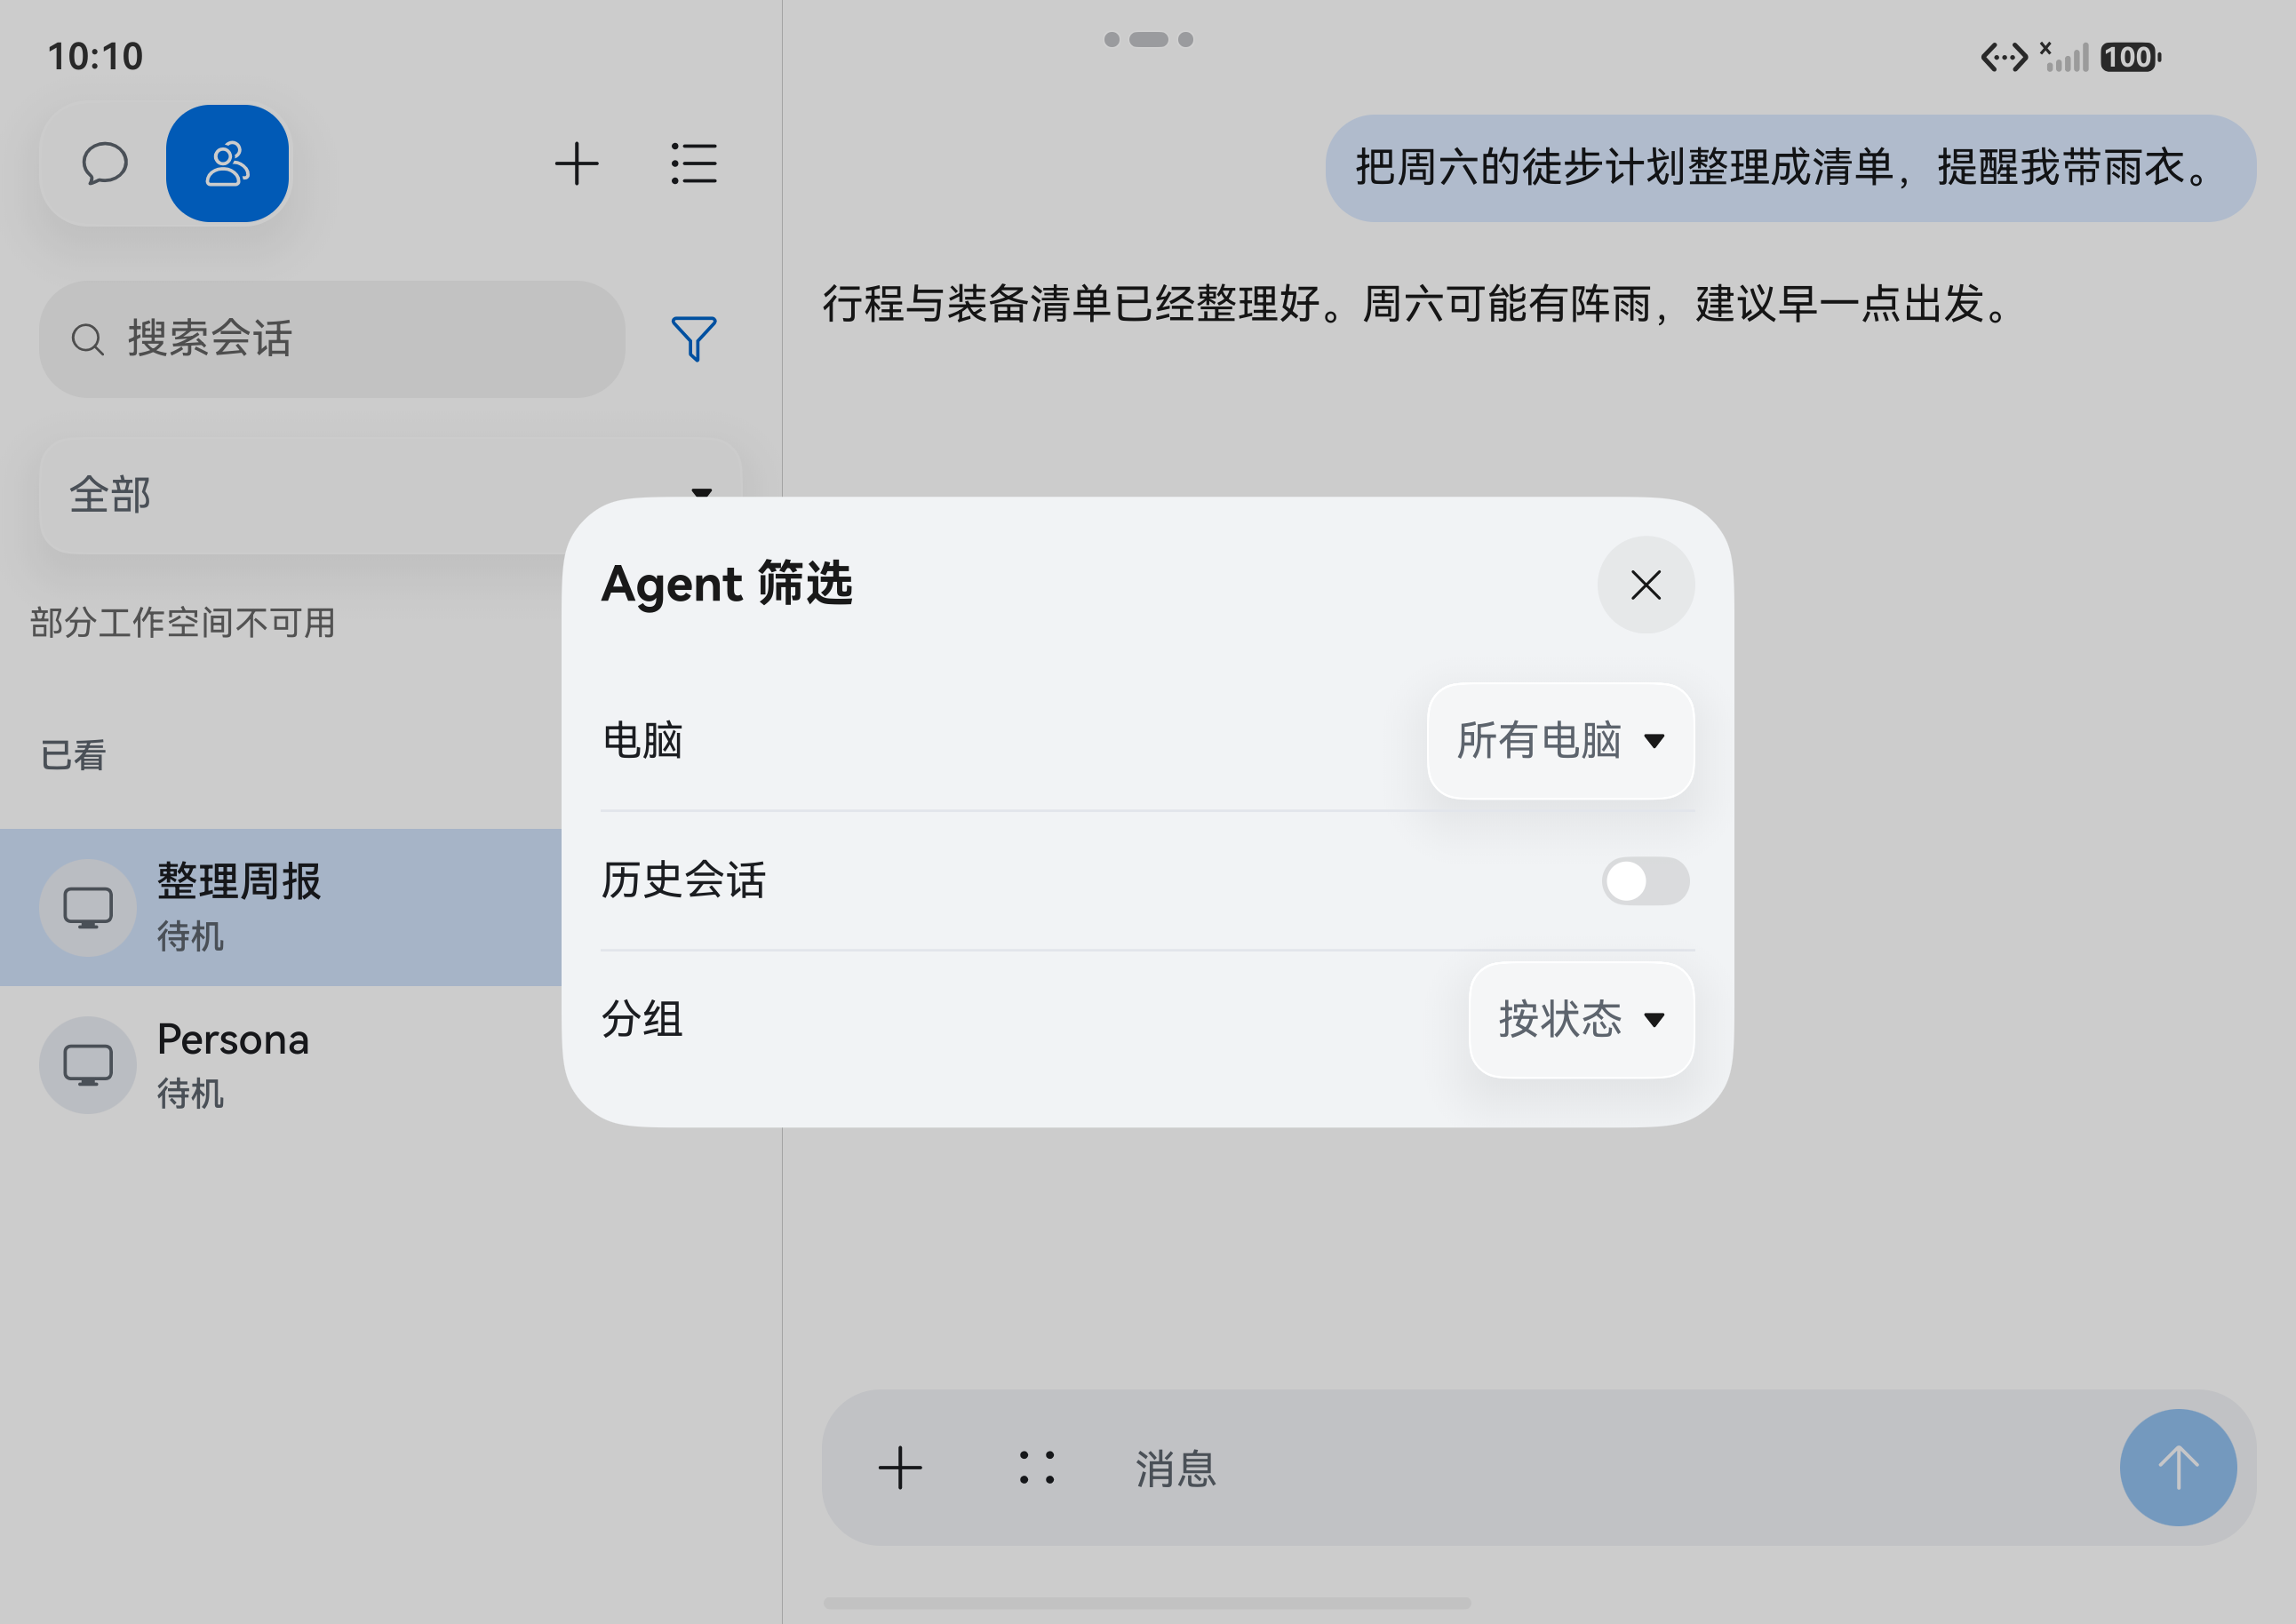 10:10
100
把周六的徒步计划整理成清单，提醒我带雨衣。
行程与装备清单已经整理好。周六可能有阵雨，建议早一点出发。
搜索会话
全部
部分工作空间不可用
已看
整理周报
待机
Persona
待机
Agent 筛选
电脑
所有电脑
历史会话
分组
按状态
消息